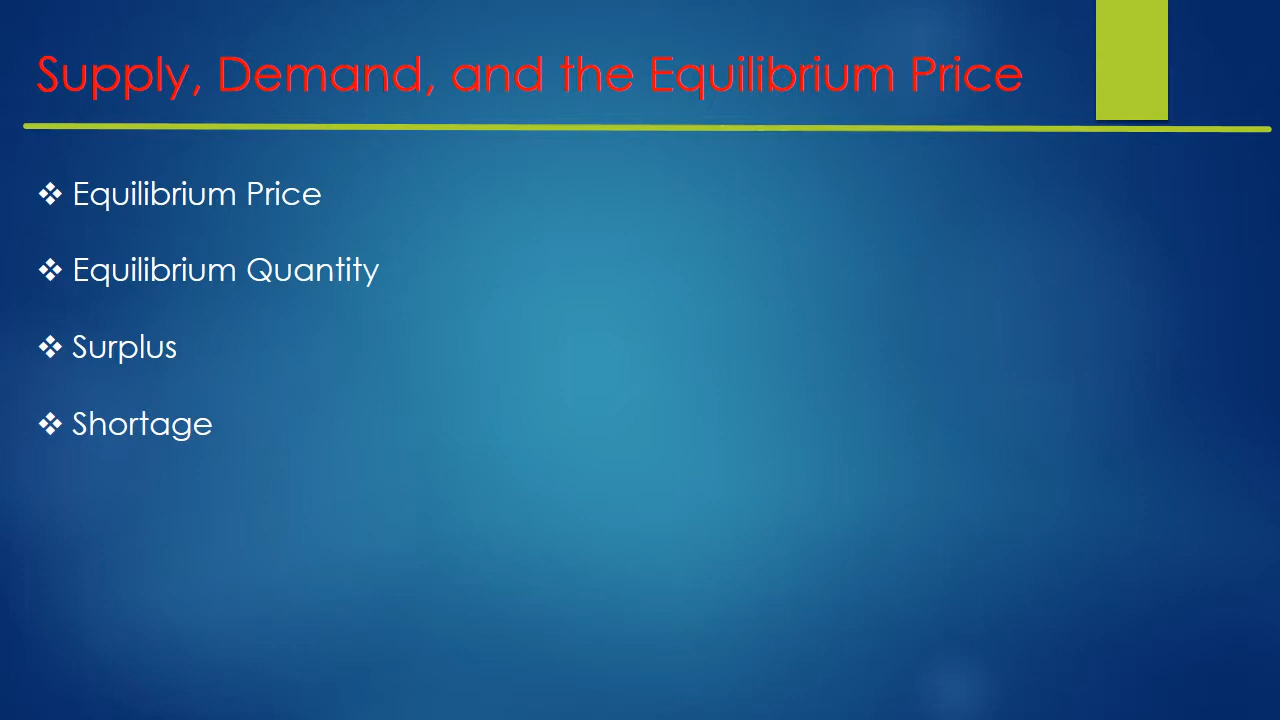 Supply, Demand, and the Equilibrium Price
❖ Equilibrium Price
❖ Equilibrium Quantity
❖ Surplus
❖ Shortage